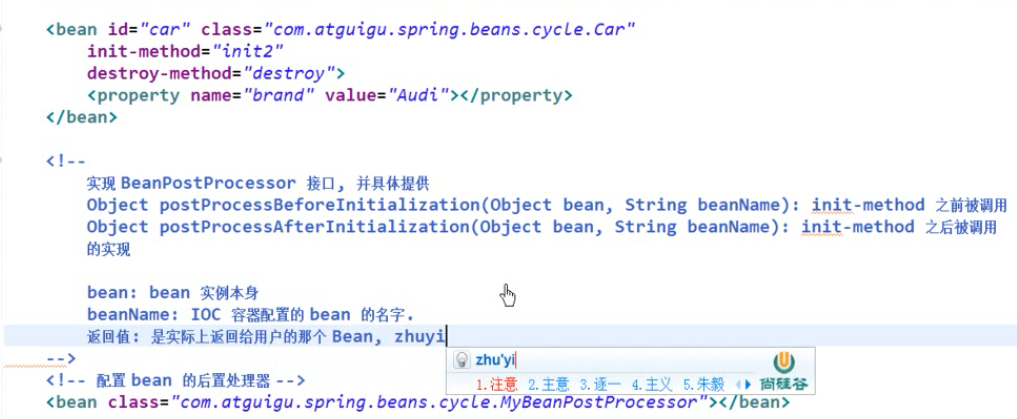 <bean id="car" class="com.atguigu.spring.beans.cycle.Car"
init-method="init2"
destroy-method="destroy">
<property name="brand" value="Audi"></property>
</bean>
<!--
实现 BeanPostProcessor 接口, 并具体提供
Object postProcessBeforeInitialization(Object bean, String beanName): init-method 之前被调用
Object postProcessAfterInitialization(Object bean, String beanName): init-method 之后被调用
的实现
bean: bean 实例本身
beanName: IOC 容器配置的 bean 的名字.
返回值: 是实际上返回给用户的那个 Bean, zhuyi
zhu'yi
-->
1.注意 2.主意 3.逐一 4.主义 5.朱毅
尚硅谷
<!-- 配置 bean 的后置处理器 -->
<bean class="com.atguigu.spring.beans.cycle.MyBeanPostProcessor"></bean>